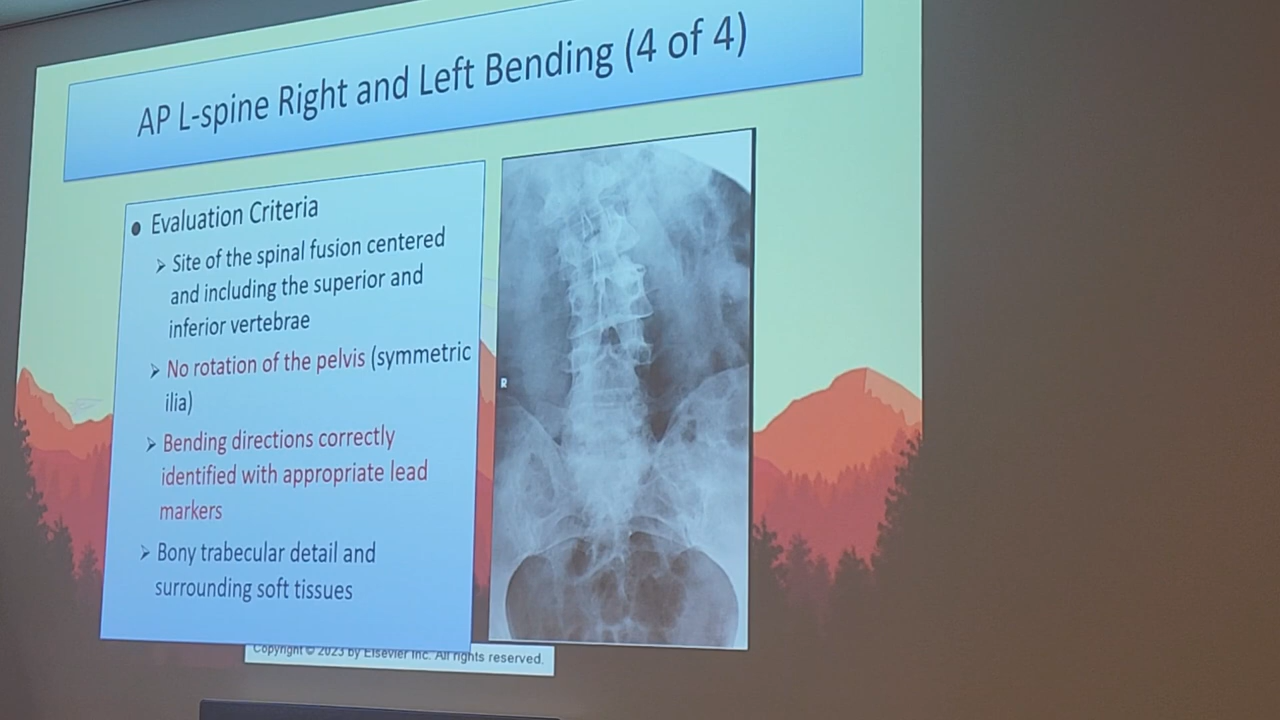 AP L-spine Right and Left Bending (4 of 4)
● Evaluation Criteria
➢ Site of the spinal fusion centered
and including the superior and
inferior vertebrae
➢ No rotation of the pelvis (symmetric
ilia)
➢ Bending directions correctly
identified with appropriate lead
markers
➢ Bony trabecular detail and
surrounding soft tissues
R
Copyright © 2023 by Elsevier Inc. All rights reserved.